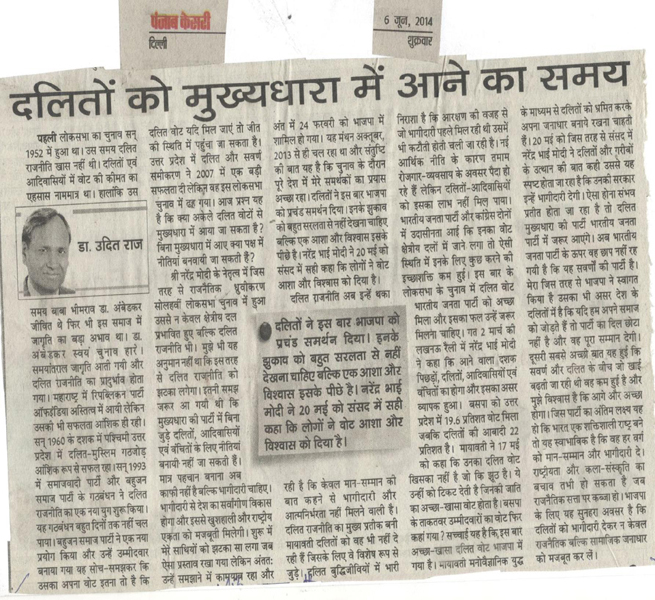 पंजाब केसरी
दिल्ली
6 जून, 2014
शुक्रवार
दलितों को मुख्यधारा में आने का समय
पहली लोकसभा का चुनाव सन्
1952 में हुआ था। उस समय दलित
राजनीति खास नहीं थी। दलितों एवं
आदिवासियों में वोट की कीमत का
एहसास नाममात्र था। हालांकि उस
डा. उदित राज
समय बाबा भीमराव डा. अंबेडकर
जीवित थे फिर भी इस समाज में
जागृति का बड़ा अभाव था। डा.
अंबेडकर स्वयं चुनाव हारे।
समयांतराल जागृति आती गयी और
दलित राजनीति का प्रादुर्भाव होता
गया। महाराष्ट्र में रिपब्लिकन पार्टी
ऑफ इंडिया अस्तित्व में आयी लेकिन
उसको भी सफलता आंशिक ही रही।
सन् 1960 के दशक में पश्चिमी उत्तर
प्रदेश में दलित-मुस्लिम गठजोड़
आंशिक रूप से सफल रहा। सन् 1993
में समाजवादी पार्टी और बहुजन
समाज पार्टी के गठबंधन ने दलित
राजनीति का एक नया युग शुरू किया।
यह गठबंधन बहुत दिनों तक नहीं चल
पाया। बहुजन समाज पार्टी ने एक नया
प्रयोग किया और उन्हें उम्मीदवार
बनाया गया यह सोच-समझकर कि
उसका अपना वोट इतना तो है कि
दलित वोट यदि मिल जाएं तो जीत
की स्थिति में पहुंचा जा सकता है।
उत्तर प्रदेश में दलित और सवर्ण
समीकरण ने 2007 में एक बड़ी
सफलता दी लेकिन वह इस लोकसभा
चुनाव में ढह गया। आज प्रश्न यह
है कि क्या अकेले दलित वोटों से
मुख्यधारा में आया जा सकता है?
बिना मुख्यधारा में आए क्या पक्ष में
नीतियां बनवायी जा सकती हैं?
श्री नरेंद्र मोदी के नेतृत्व में जिस
तरह से राजनीतिक ध्रुवीकरण
सोलहवीं लोकसभा चुनाव में हुआ
उससे न केवल क्षेत्रीय दल
प्रभावित हुए बल्कि दलित
राजनीति भी। मुझे भी यह
अनुमान नहीं था कि इस तरह
से दलित राजनीति को
झटका लगेगा। इतनी समझ
जरूर आ गयी थी कि
मुख्यधारा की पार्टी में बिना
जुड़े दलितों, आदिवासियों
एवं वंचितों के लिए नीतियां
बनायी नहीं जा सकती हैं।
मात्र पहचान बनाना अब
काफी नहीं है बल्कि भागीदारी चाहिए।
भागीदारी से देश का सर्वांगीण विकास
होगा और इससे खुशहाली और राष्ट्रीय
एकता को मजबूती मिलेगी। शुरू में
मेरे साथियों को झटका सा लगा जब
ऐसा प्रस्ताव रखा गया लेकिन अंततः
उन्हें समझाने में कामयाब रहा और
अंत में 24 फरवरी को भाजपा में
शामिल हो गया। यह मंथन अक्तूबर,
2013 से ही चल रहा था और संतुष्टि
की बात यह है कि चुनाव के दौरान
पूरे देश में मेरे समर्थकों का प्रयास
अच्छा रहा। दलितों ने इस बार भाजपा
को प्रचंड समर्थन दिया। इनके झुकाव
को बहुत सरलता से नहीं देखना चाहिए
बल्कि एक आशा और विश्वास इसके
पीछे है। नरेंद्र भाई मोदी ने 20 मई को
संसद में सही कहा कि लोगों ने वोट
आशा और विश्वास को दिया है।
दलित राजनीति अब इन्हें धका
दलितों ने इस बार भाजपा को
प्रचंड समर्थन दिया। इनके
झुकाव को बहुत सरलता से नहीं
देखना चाहिए बल्कि एक आशा और
विश्वास इसके पीछे है। नरेंद्र भाई
मोदी ने 20 मई को संसद में सही
कहा कि लोगों ने वोट आशा और
विश्वास को दिया है।
रही है कि केवल मान-सम्मान की
बात कहने से भागीदारी और
आत्मनिर्भरता नहीं मिलने वाली है।
दलित राजनीति का मुख्य प्रतीक बनी
मायावती दलितों को वह भी नहीं दे
रही हैं जिसके लिए वे विशेष रूप से
जुड़े। दलित बुद्धिजीवियों में भारी
निराशा है कि आरक्षण की वजह से
जो भागीदारी पहले मिल रही थी उसमें
भी कटौती होती चली जा रही है। नई
आर्थिक नीति के कारण तमाम
रोजगार-व्यवसाय के अवसर पैदा हो
रहे हैं लेकिन दलितों-आदिवासियों
को इसका लाभ नहीं मिल पाया।
भारतीय जनता पार्टी और कांग्रेस दोनों
में उदासीनता आई कि इनका वोट
क्षेत्रीय दलों में जाने लगा तो ऐसी
स्थिति में इनके लिए कुछ करने की
इच्छाशक्ति कम हुई। इस बार के
लोकसभा के चुनाव में दलित वोट
भारतीय जनता पार्टी को अच्छा
मिला और इसका फल उन्हें जरूर
मिलना चाहिए। गत 2 मार्च की
लखनऊ रैली में नरेंद्र भाई मोदी
ने कहा कि आने वाला दशक
पिछड़ों, दलितों, आदिवासियों एवं
वंचितों का होगा और इसका असर
व्यापक हुआ। बसपा को उत्तर
प्रदेश में 19.6 प्रतिशत वोट मिला
जबकि दलितों की आबादी 22
प्रतिशत है। मायावती ने 17 मई
को कहा कि उनका दलित वोट
खिसका नहीं है जो कि झूठ है। ये
उन्हीं को टिकट देती हैं जिनकी जाति
का अच्छा-खासा वोट होता है। बसपा
के ताकतवर उम्मीदवारों का वोट फिर
कहां गया? सच्चाई यह है कि, इस बार
अच्छा-खासा दलित वोट भाजपा में
गया है। मायावती मनोवैज्ञानिक युद्ध
के माध्यम से दलितों को भ्रमित करके
अपना जनाधार बनाये रखना चाहती
हैं। 20 मई को जिस तरह से संसद में
नरेंद्र भाई मोदी ने दलितों और गरीबों
के उत्थान की बात कही उससे यह
स्पष्ट होता जा रहा है कि उनकी सरकार
इन्हें भागीदारी देगी। ऐसा होना संभव
प्रतीत होता जा रहा है तो दलित
मुख्यधारा की पार्टी भारतीय जनता
पार्टी में जरूर आएंगे। अब भारतीय
जनता पार्टी के ऊपर वह छाप नहीं रह
गयी है कि यह सवर्णों की पार्टी है।
मेरा जिस तरह से भाजपा ने स्वागत
किया है उसका भी असर देश के
दलितों में है कि यदि हम अपने समाज
को जोड़ते हैं तो पार्टी का दिल छोटा
नहीं है और वह पूरा सम्मान देगी।
दूसरी सबसे अच्छी बात यह हुई कि
सवर्ण और दलित के बीच जो खाई
बढ़ती जा रही थी वह कम हुई है और
मुझे विश्वास है कि आगे और अच्छा
होगा। जिस पार्टी का अंतिम लक्ष्य यह
हो कि भारत एक शक्तिशाली राष्ट्र बने
तो यह स्वाभाविक है कि वह हर वर्ग
को मान-सम्मान और भागीदारी दे।
राष्ट्रीयता और कला-संस्कृति का
बचाव तभी हो सकता है जब
राजनैतिक सत्ता पर कब्जा हो। भाजपा
के लिए यह सुनहरा अवसर है कि
दलितों को भागीदारी देकर न केवल
राजनैतिक बल्कि सामाजिक जनाधार
को मजबूत कर लें।